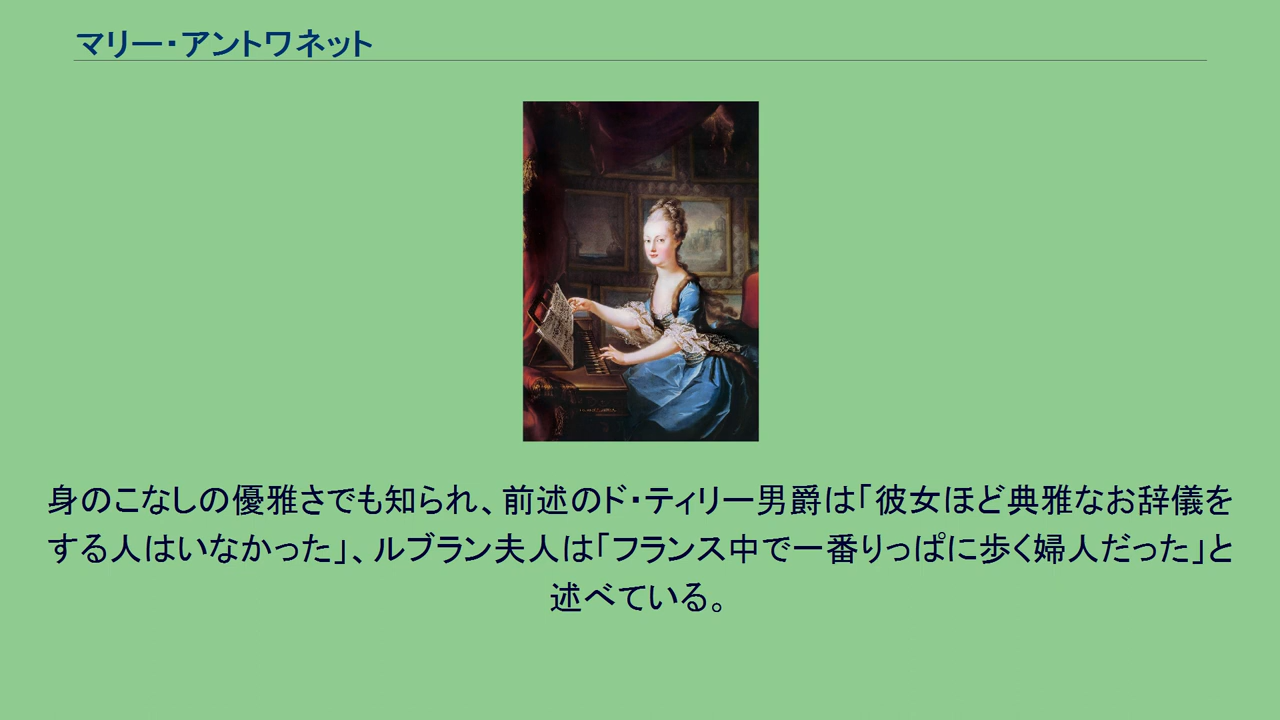 マリー・アントワネット
身のこなしの優雅さでも知られ、前述のド・ティリー男爵は「彼女ほど典雅なお辞儀を
する人はいなかった」、ルブラン夫人は「フランス中で一番りっぱに歩く婦人だった」と
述べている。